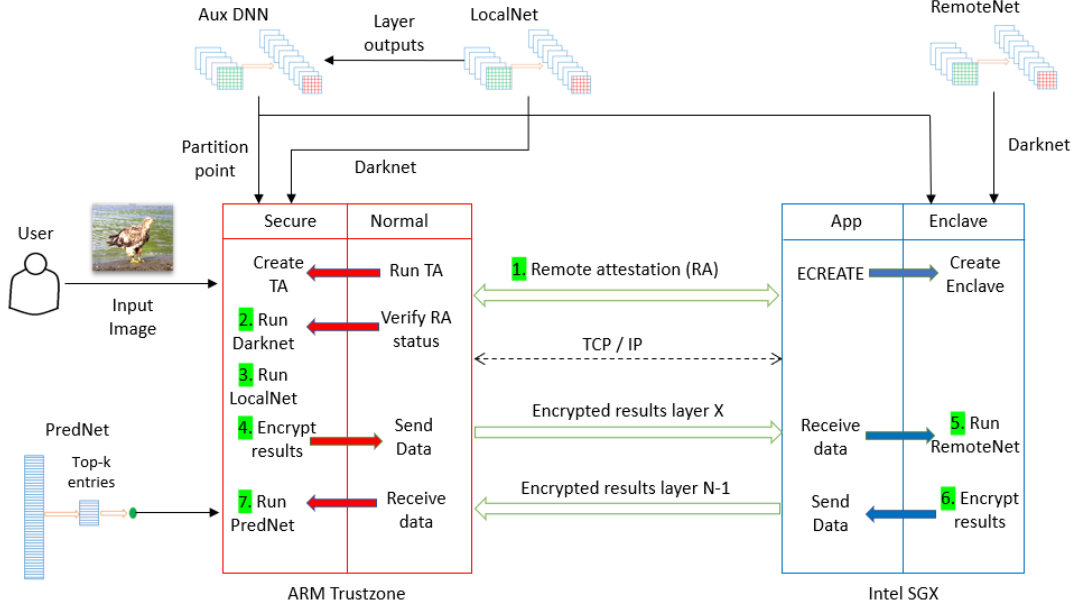 Aux DNN
Layer
outputs
LocalNet
RemoteNet
Partition
point
Darknet
Darknet
User
Input
Image
Secure
Normal
App
Enclave
Create
TA
Run TA
1. Remote attestation (RA)
ECREATE
Create
Enclave
2. Run
Darknet
Verify RA
status
TCP / IP
3. Run
LocalNet
4. Encrypt
results
Send
Data
Encrypted results layer X
Receive
data
5. Run
RemoteNet
PredNet
Top-k
entries
7. Run
PredNet
Receive
data
Encrypted results layer N-1
Send
Data
6. Encrypt
results
ARM Trustzone
Intel SGX